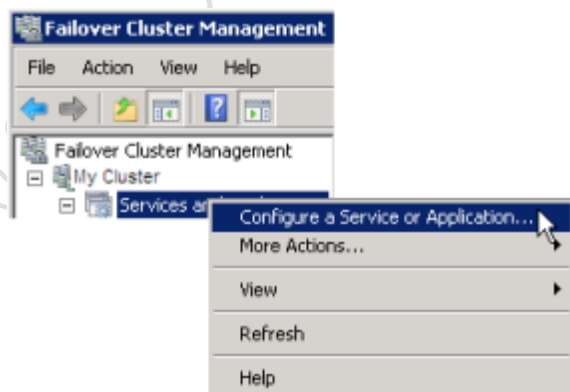 Failover Cluster Management
File Action View Help
Failover Cluster Management
My Cluster
Services
Configure a Service or Application...
More Actions...
View
Refresh
Help